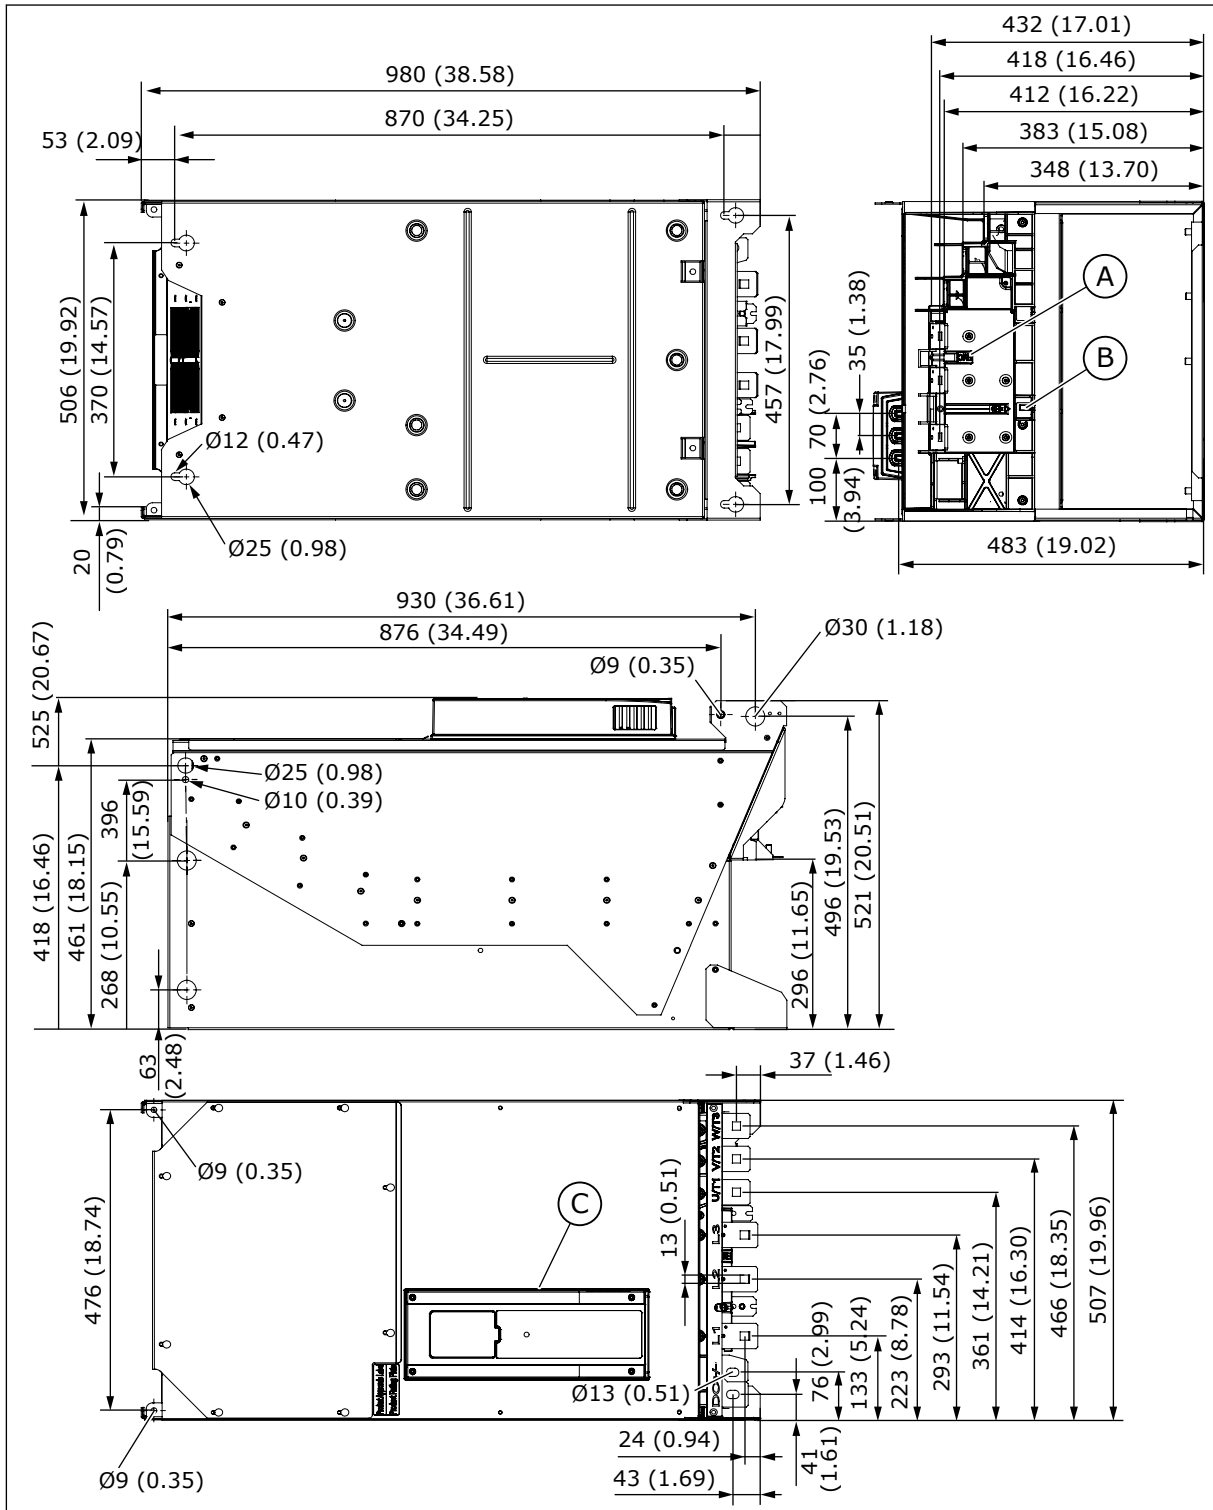 980 (38.58)
870 (34.25)
53 (2.09)
506 (19.92)
370 (14.57)
Ø12 (0.47)
Ø25 (0.98)
20
(0.79)
457 (17.99)
432 (17.01)
418 (16.46)
412 (16.22)
383 (15.08)
348 (13.70)
A
B
35 (1.38)
70 (2.76)
100
(3.94)
483 (19.02)
930 (36.61)
876 (34.49)
Ø30 (1.18)
Ø9 (0.35)
525 (20.67)
Ø25 (0.98)
Ø10 (0.39)
396
(15.59)
418 (16.46)
461 (18.15)
268 (10.55)
63
(2.48)
296 (11.65)
496 (19.53)
521 (20.51)
37 (1.46)
476 (18.74)
Ø9 (0.35)
C
13 (0.51)
W/T3
V/T2
U/T1
L3
L2
L1
Ø13 (0.51)
76 (2.99)
133 (5.24)
223 (8.78)
293 (11.54)
361 (14.21)
414 (16.30)
466 (18.35)
507 (19.96)
24 (0.94)
41
(1.61)
43 (1.69)
Ø9 (0.35)